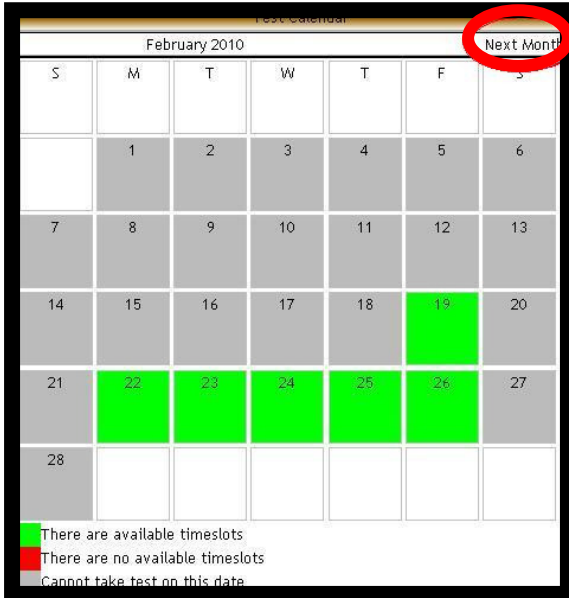 Test Calendar
February 2010 Next Month
S M T W T F S
1 2 3 4 5 6
7 8 9 10 11 12 13
14 15 16 17 18 19 20
21 22 23 24 25 26 27
28
There are available timeslots
There are no available timeslots
Cannot take test on this date